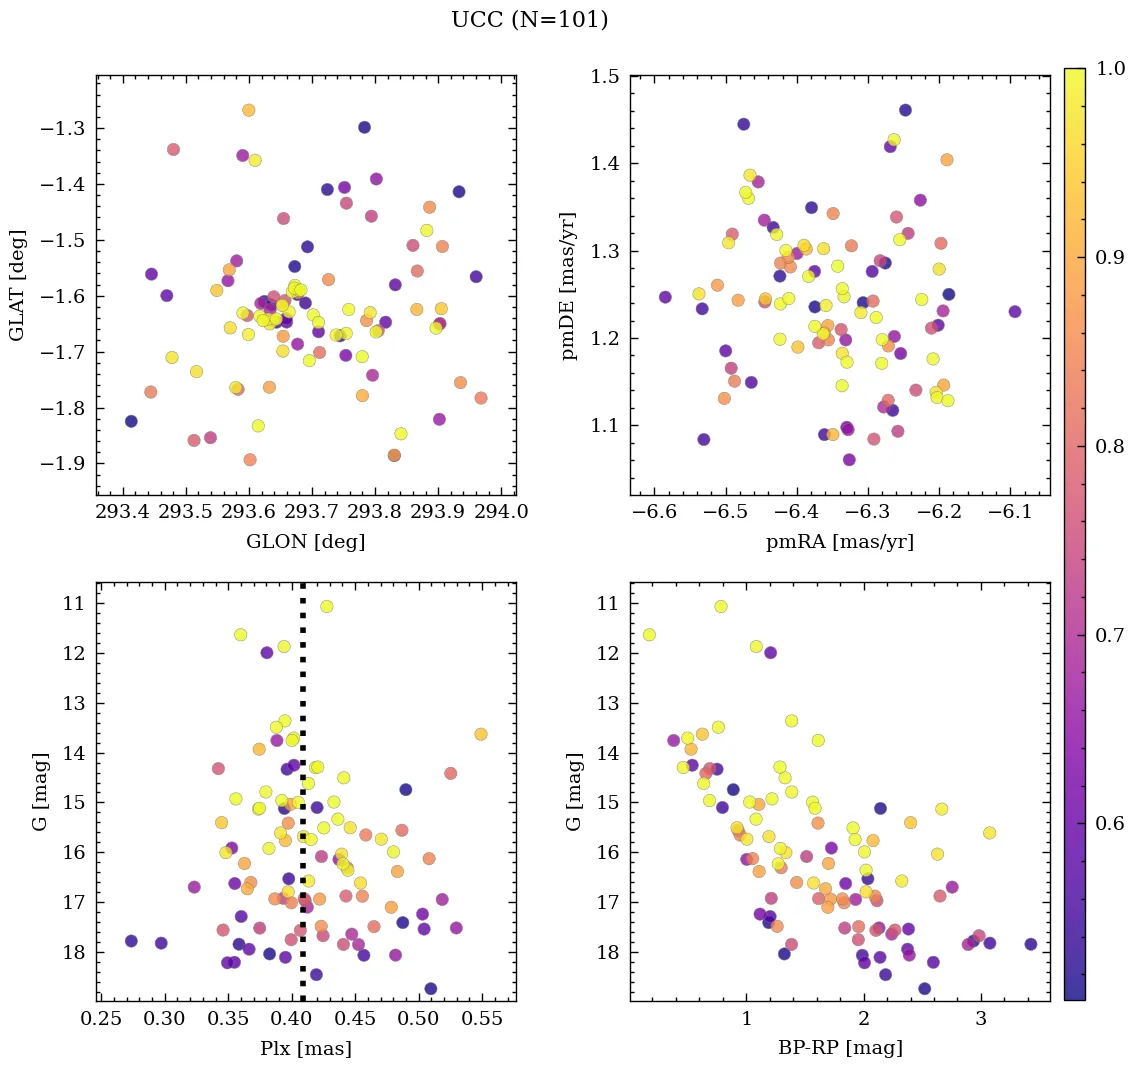 UCC (N=101)
−1.3
−1.4
−1.5
−1.6
−1.7
−1.8
−1.9
GLAT [deg]
293.4 293.5 293.6 293.7 293.8 293.9 294.0
GLON [deg]
1.5
1.4
1.3
1.2
1.1
pmDE [mas/yr]
−6.6 −6.5 −6.4 −6.3 −6.2 −6.1
pmRA [mas/yr]
11
12
13
14
15
16
17
18
G [mag]
0.25 0.30 0.35 0.40 0.45 0.50 0.55
Plx [mas]
11
12
13
14
15
16
17
18
G [mag]
1 2 3
BP-RP [mag]
1.0
0.9
0.8
0.7
0.6